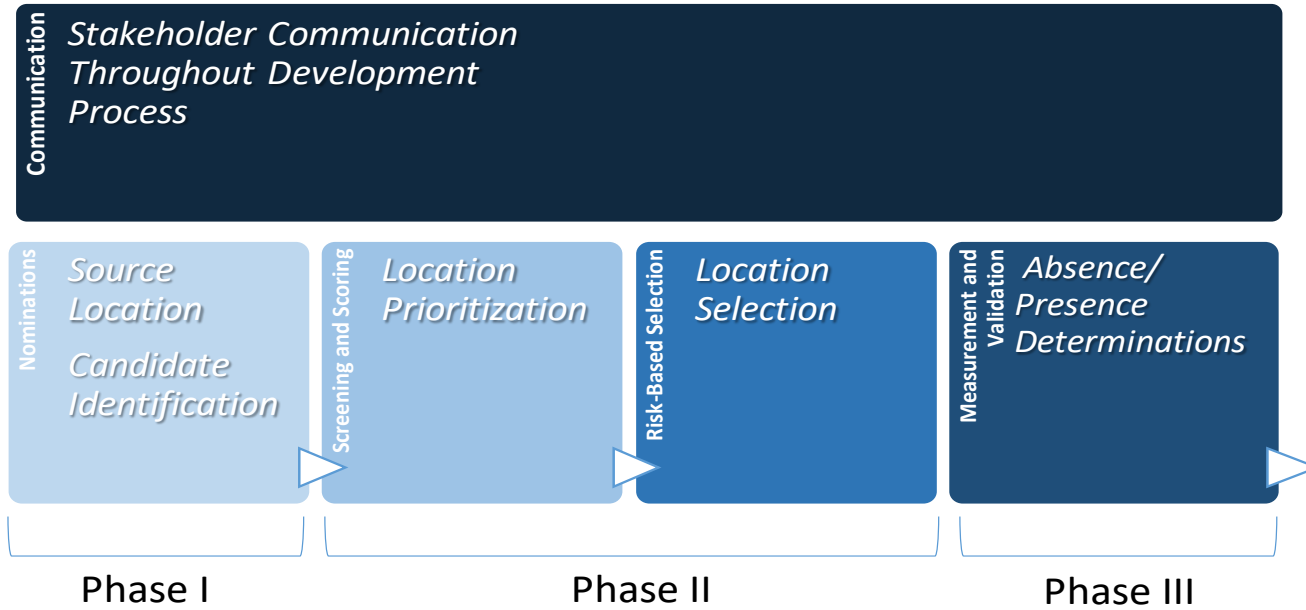 Communication
Stakeholder Communication
Throughout Development
Process
Nominations
Source
Location
Candidate
Identification
Screening and Scoring
Location
Prioritization
Risk-Based Selection
Location
Selection
Measurement and
Validation
Absence/
Presence
Determinations
Phase I
Phase II
Phase III